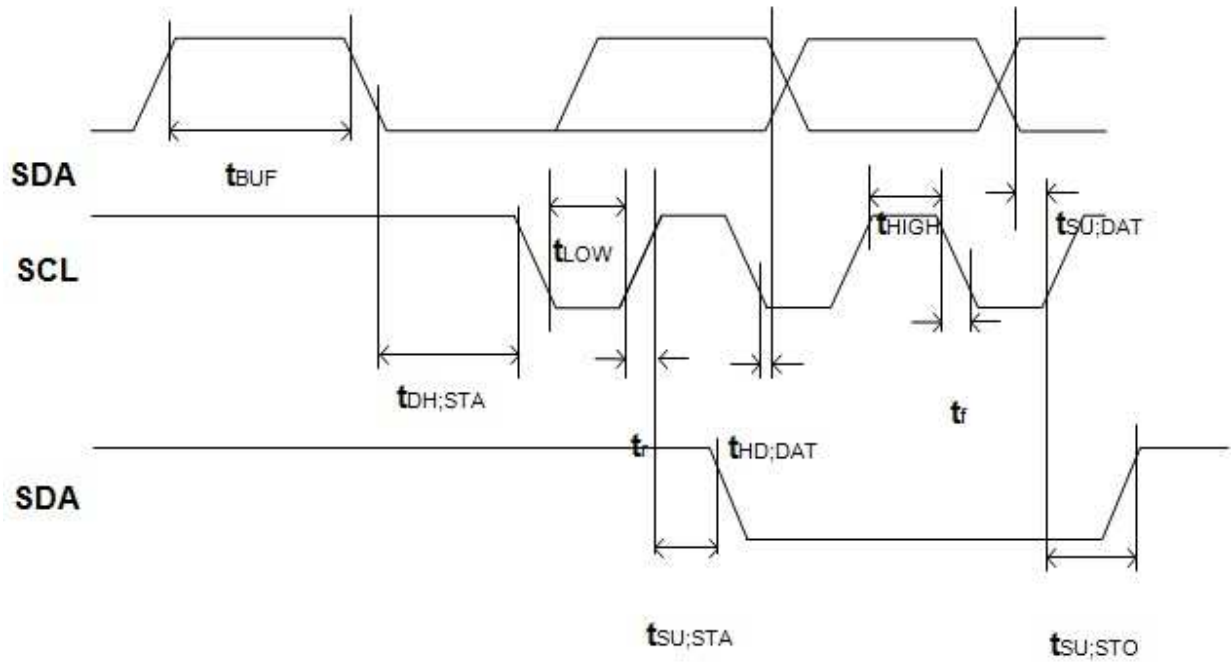 SDA
tBUF
SCL
tLOW
tHIGH
tSU;DAT
tDH;STA
tf
SDA
tr
tHD;DAT
tSU;STA
tSU;STO